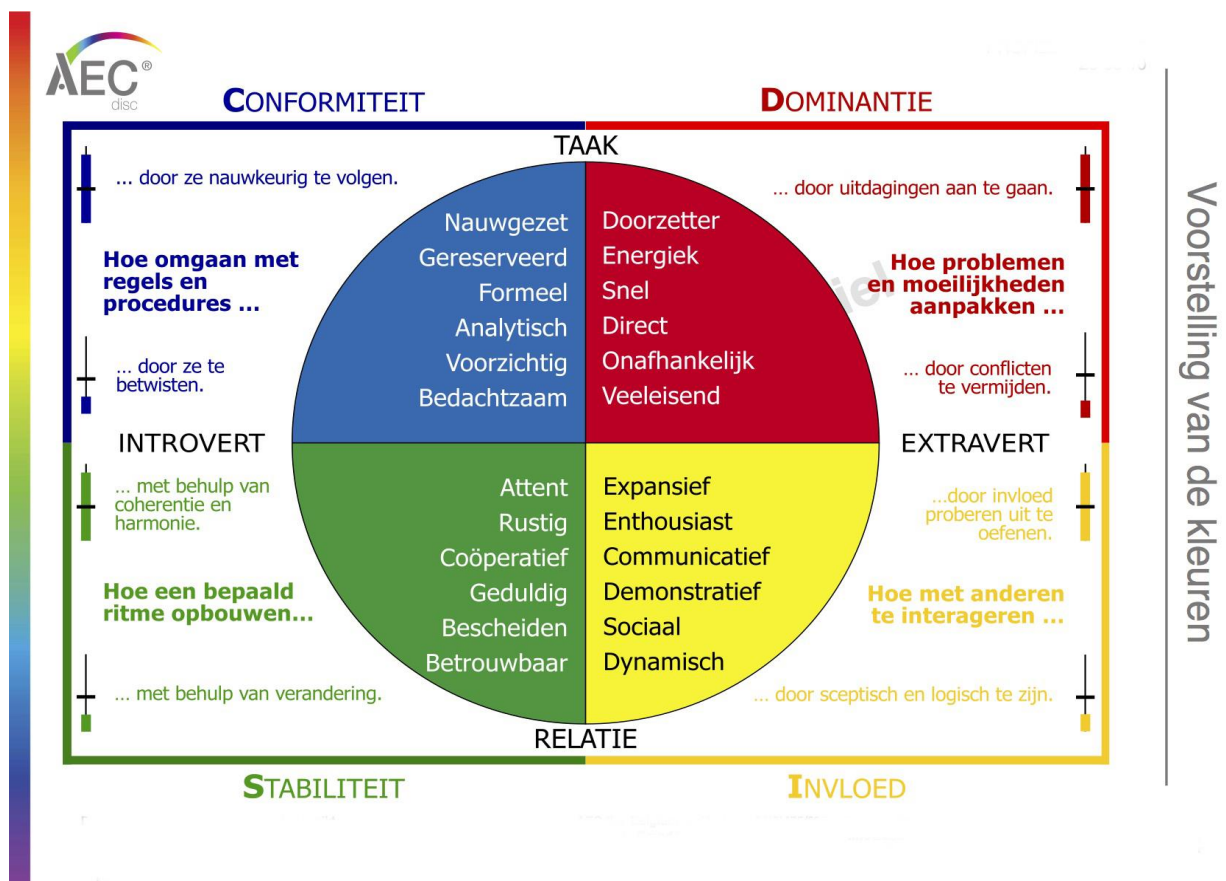 AEC®
disc
CONFORMITEIT
DOMINANTIE
TAAK
... door ze nauwkeurig te volgen.
Hoe omgaan met
regels en
procedures ...
... door ze te
betwisten.
Nauwgezet
Gereserveerd
Formeel
Analytisch
Voorzichtig
Bedachtzaam
Doorzetter
Energiek
Snel
Direct
Onafhankelijk
Veeleisend
... door uitdagingen aan te gaan.
Hoe problemen
en moeilijkheden
aanpakken ...
... door conflicten
te vermijden.
INTROVERT
EXTRAVERT
... met behulp van
coherentie en
harmonie.
Hoe een bepaald
ritme opbouwen...
... met behulp van verandering.
Attent
Rustig
Coöperatief
Geduldig
Bescheiden
Betrouwbaar
Expansief
Enthousiast
Communicatief
Demonstratief
Sociaal
Dynamisch
...door invloed
proberen uit te
oefenen.
Hoe met anderen
te interageren ...
... door sceptisch en logisch te zijn.
RELATIE
STABILITEIT
INVLOED
Voorstelling van de kleuren